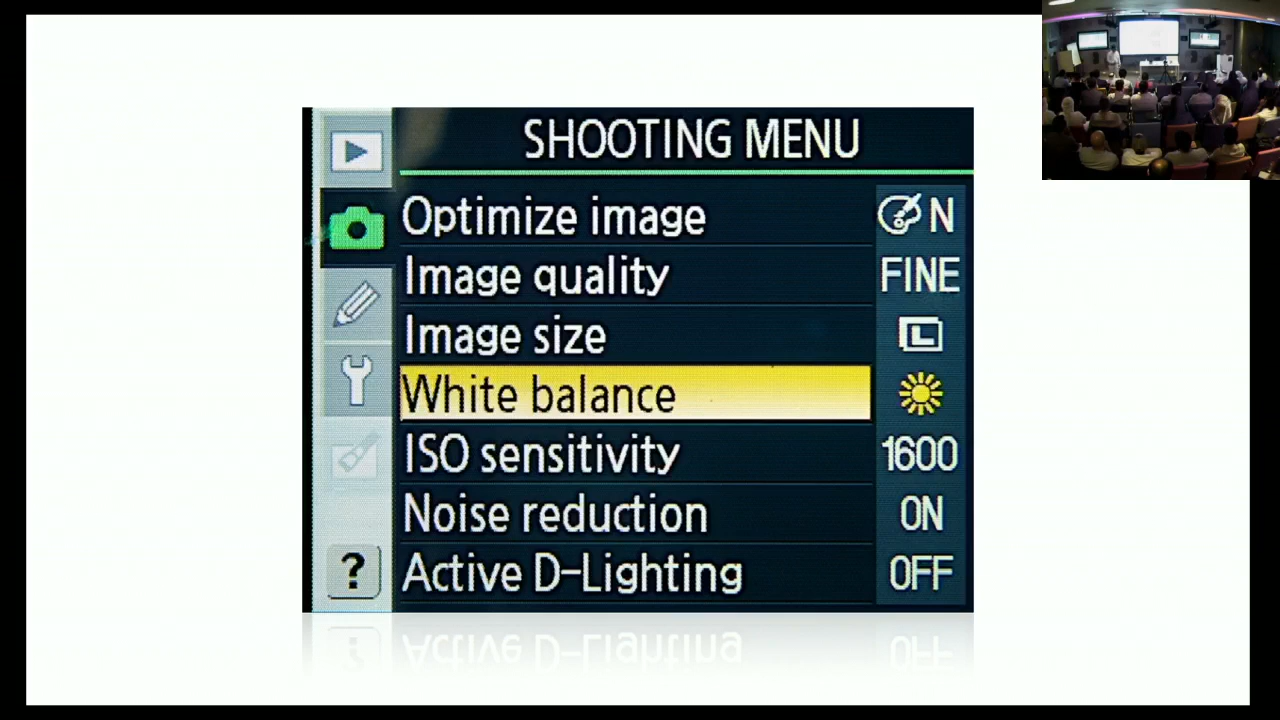 SHOOTING MENU
Optimize image N
Image quality FINE
Image size L
White balance
ISO sensitivity 1600
Noise reduction ON
? Active D-Lighting OFF